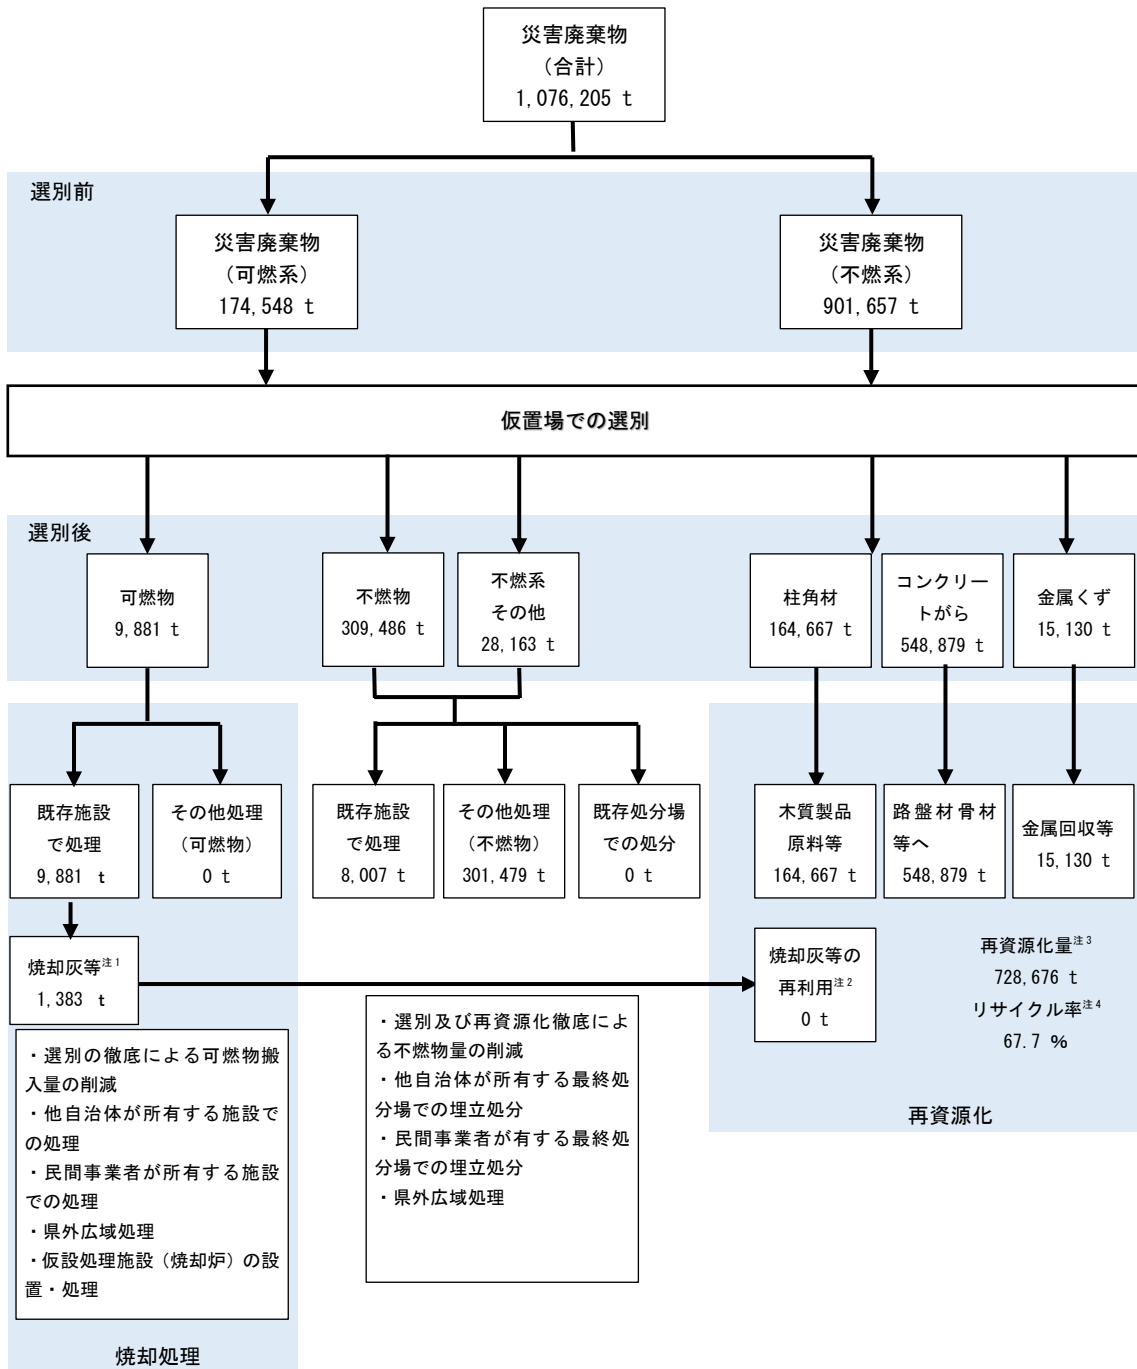 災害廃棄物
（合計）
1,076,205 t
選別前
災害廃棄物
（可燃系）
174,548 t
災害廃棄物
（不燃系）
901,657 t
仮置場での選別
選別後
可燃物
9,881 t
不燃物
309,486 t
不燃系
その他
28,163 t
柱角材
164,667 t
コンクリー
トがら
548,879 t
金属くず
15,130 t
既存施設
で処理
9,881 t
その他処理
（可燃物）
0 t
既存施設
で処理
8,007 t
その他処理
（不燃物）
301,479 t
既存処分場
での処分
0 t
木質製品
原料等
164,667 t
路盤材骨材
等へ
548,879 t
金属回収等
15,130 t
焼却灰等注1
1,383 t
焼却灰等の
再利用注2
0 t
再資源化量注3
728,676 t
リサイクル率注4
67.7 %
再資源化
・選別の徹底による可燃物搬
入量の削減
・他自治体が所有する施設で
の処理
・民間事業者が所有する施設
での処理
・県外広域処理
・仮設処理施設（焼却炉）の設
置・処理
・選別及び再資源化徹底によ
る不燃物量の削減
・他自治体が所有する最終処
分場での埋立処分
・民間事業者が有する最終処
分場での埋立処分
・県外広域処理
焼却処理